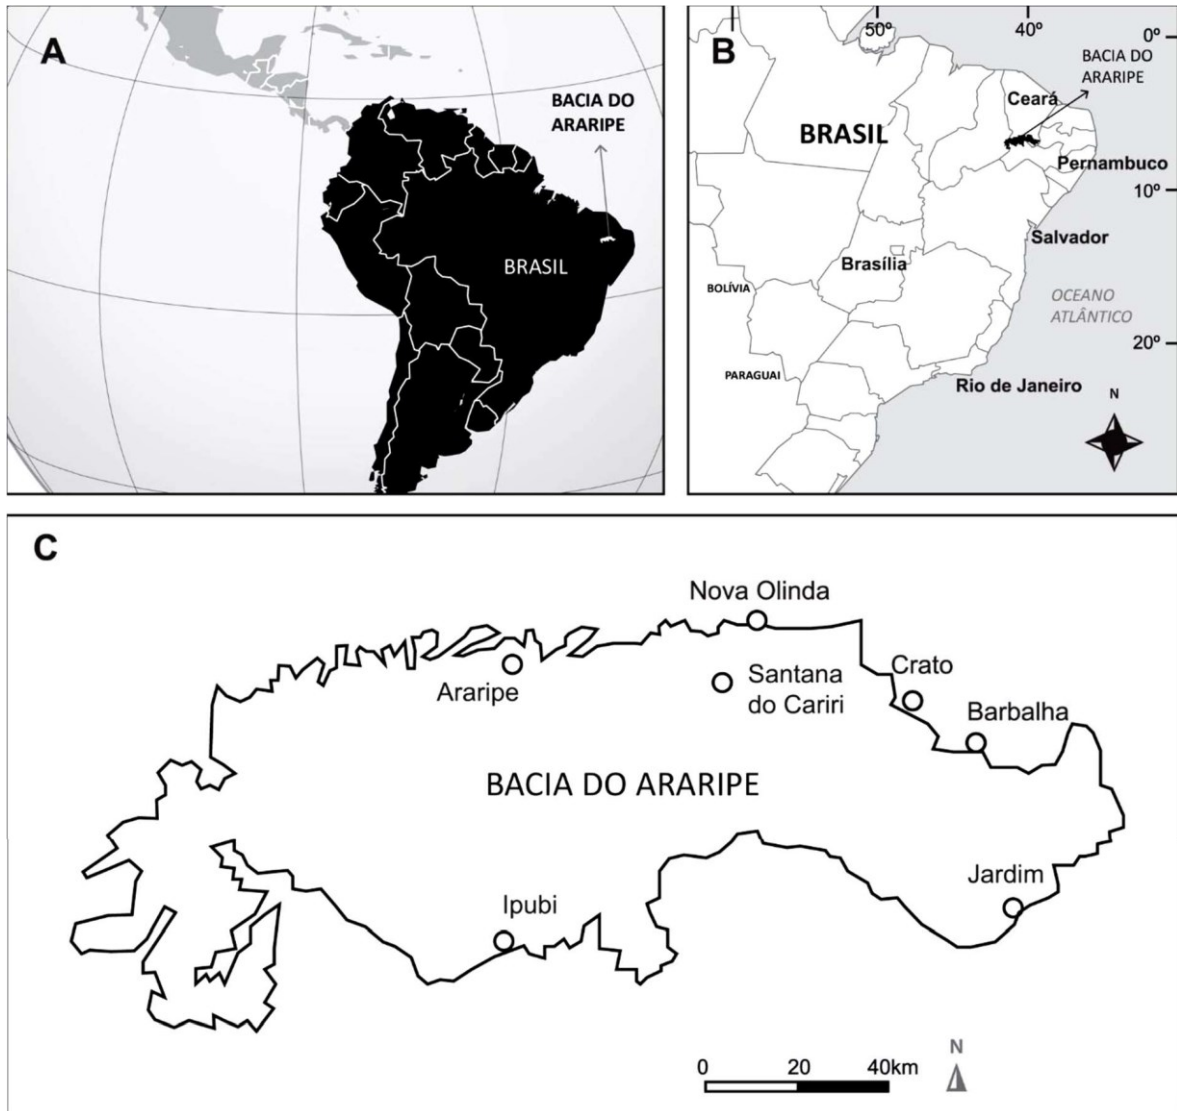 A
BACIA DO
ARARIPE
BRASIL
B
50º
40º
0º
BACIA DO
ARARIPE
Ceará
BRASIL
Pernambuco
10º
Salvador
Brasília
BOLÍVIA
OCEANO
ATLÂNTICO
20º
PARAGUAI
Rio de Janeiro
N
C
Nova Olinda
Crato
Santana
do Cariri
Araripe
Barbalha
BACIA DO ARARIPE
Jardim
Ipubi
N
0 20 40km